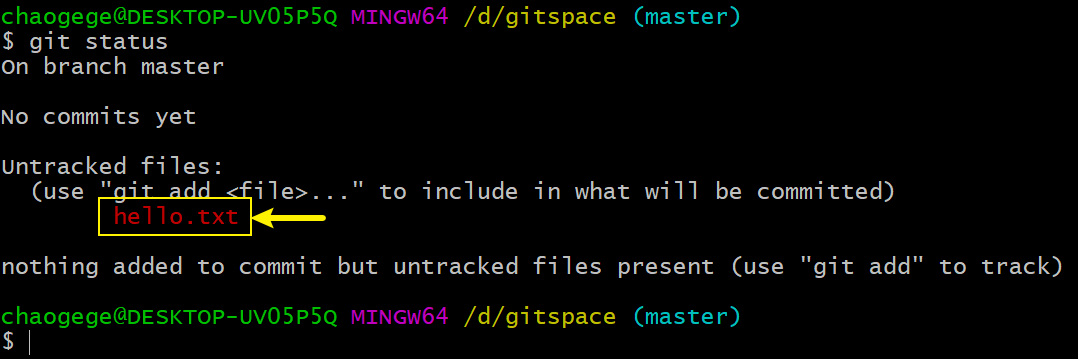 chaogege@DESKTOP-UV05P5Q MINGW64 /d/gitspace (master)
$ git status
On branch master
No commits yet
Untracked files:
(use "git add <file>..." to include in what will be committed)
hello.txt
nothing added to commit but untracked files present (use "git add" to track)
chaogege@DESKTOP-UV05P5Q MINGW64 /d/gitspace (master)
$